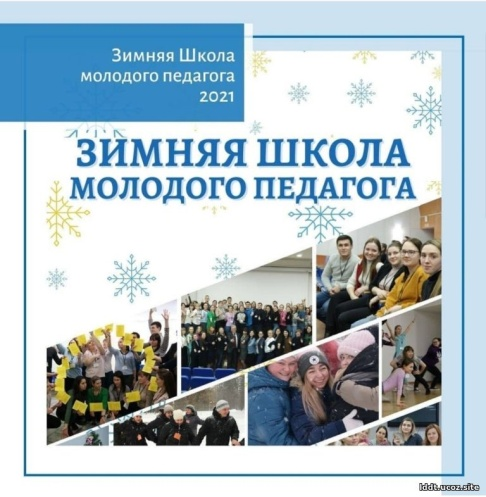 Зимняя Школа
молодого педагога
2021
ЗИМНЯЯ ШКОЛА
МОЛОДОГО ПЕДАГОГА
lddt.ucoz.site